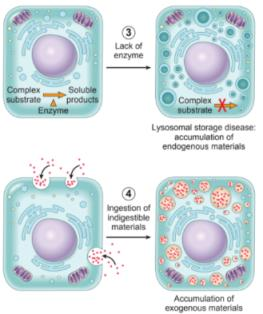 3
Lack of
enzyme
Complex
substrate
Soluble
products
Enzyme
Complex
substrate
X
Lysosomal storage disease:
accumulation of
endogenous materials
4
Ingestion of
indigestible
materials
Accumulation of
exogenous materials